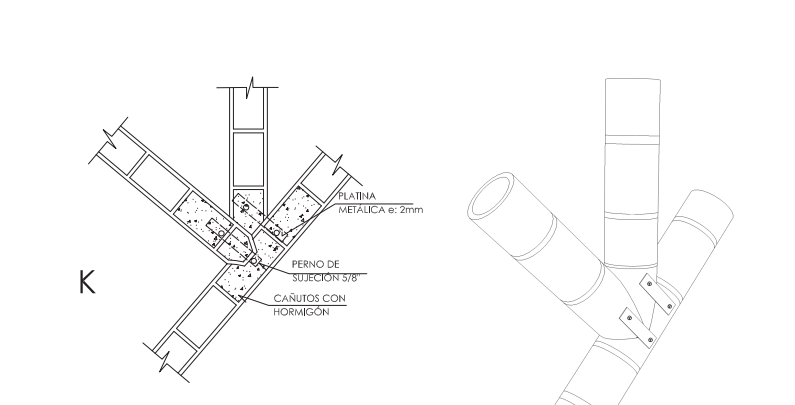 PLATINA
METÁLICA e: 2mm
PERNO DE
SUJECIÓN 5/8"
K
CAÑUTOS CON
HORMIGÓN